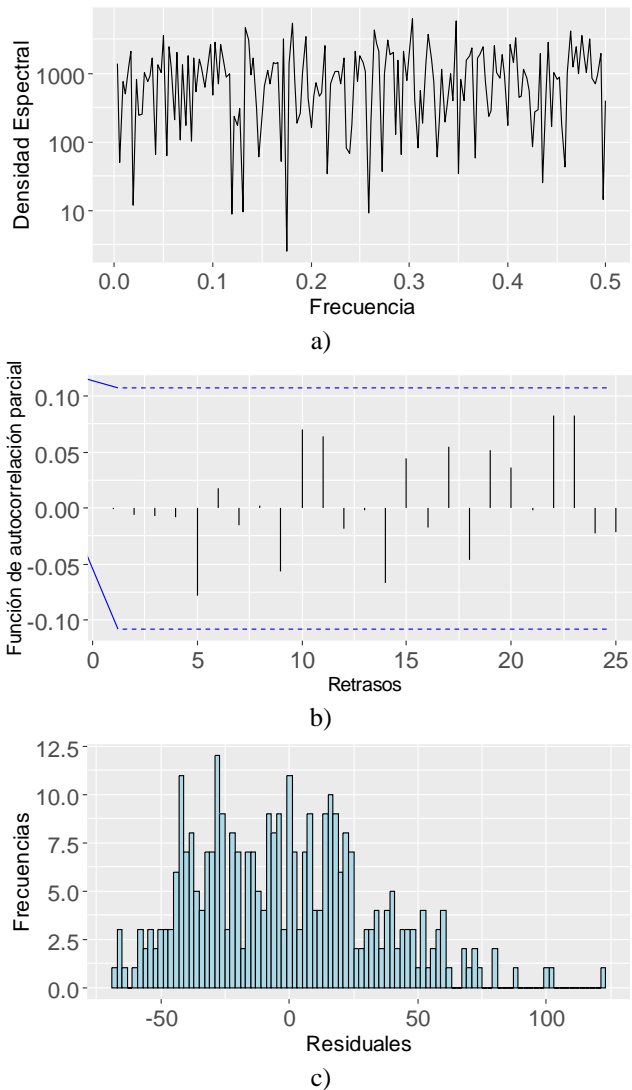 Densidad Espectral
1000
100
10
0.0 0.1 0.2 0.3 0.4 0.5
Frecuencia
a)
Función de autocorrelación parcial
0.10
0.05
0.00
-0.05
-0.10
0 5 10 15 20 25
Retrasos
b)
Frecuencias
12.5
10.0
7.5
5.0
2.5
0.0
-50 0 50 100
Residuales
c)